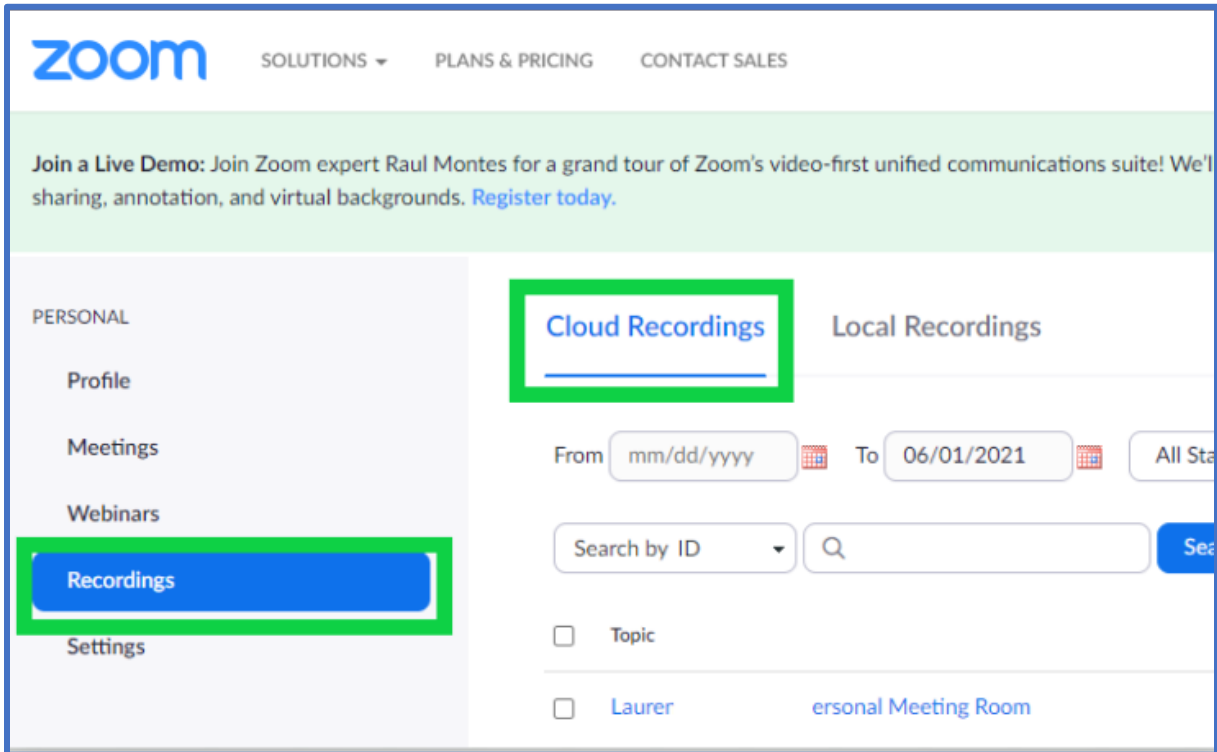 zoom SOLUTIONS PLANS & PRICING CONTACT SALES
Join a Live Demo: Join Zoom expert Raul Montes for a grand tour of Zoom's video-first unified communications suite! We'l
sharing, annotation, and virtual backgrounds. Register today.
PERSONAL
Profile
Meetings
Webinars
Recordings
Settings
Cloud Recordings Local Recordings
From mm/dd/yyyy To 06/01/2021 All Sta
Search by ID Sea
Topic
Laurer ersonal Meeting Room